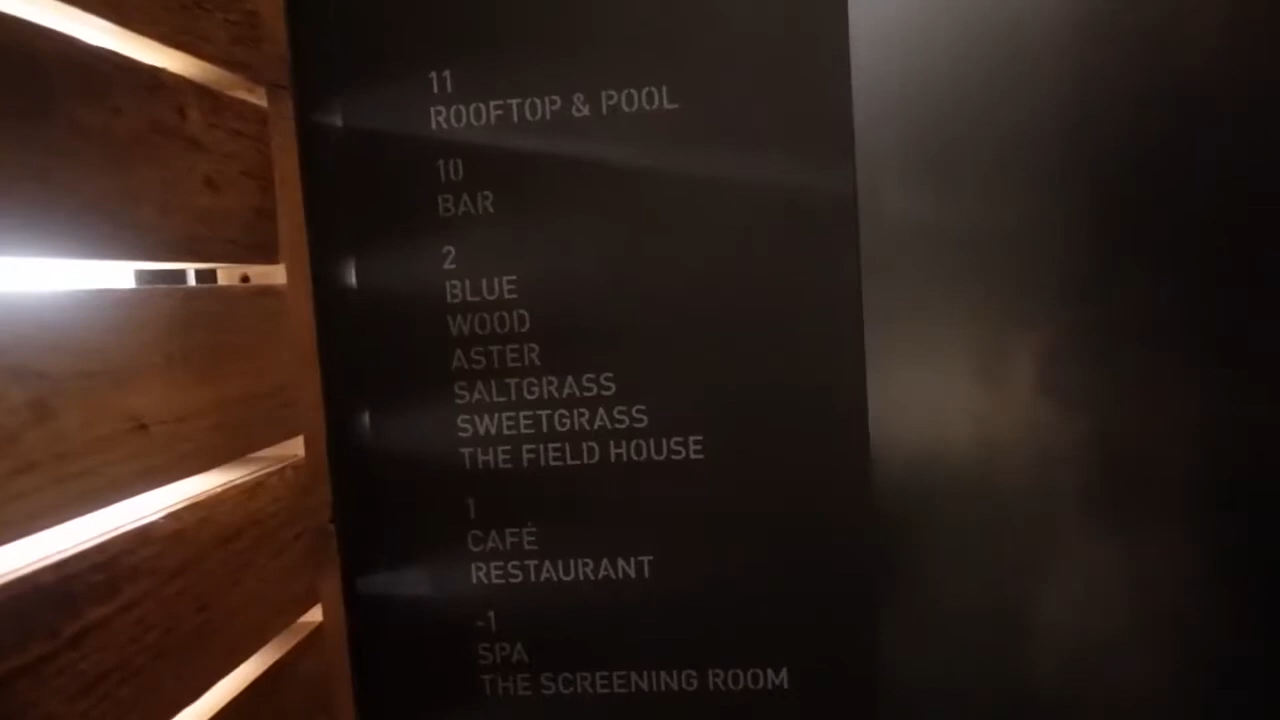 11
ROOFTOP & POOL
10
BAR
2
BLUE
WOOD
ASTER
SALTGRASS
SWEETGRASS
THE FIELD HOUSE
1
CAFÉ
RESTAURANT
-1
SPA
THE SCREENING ROOM